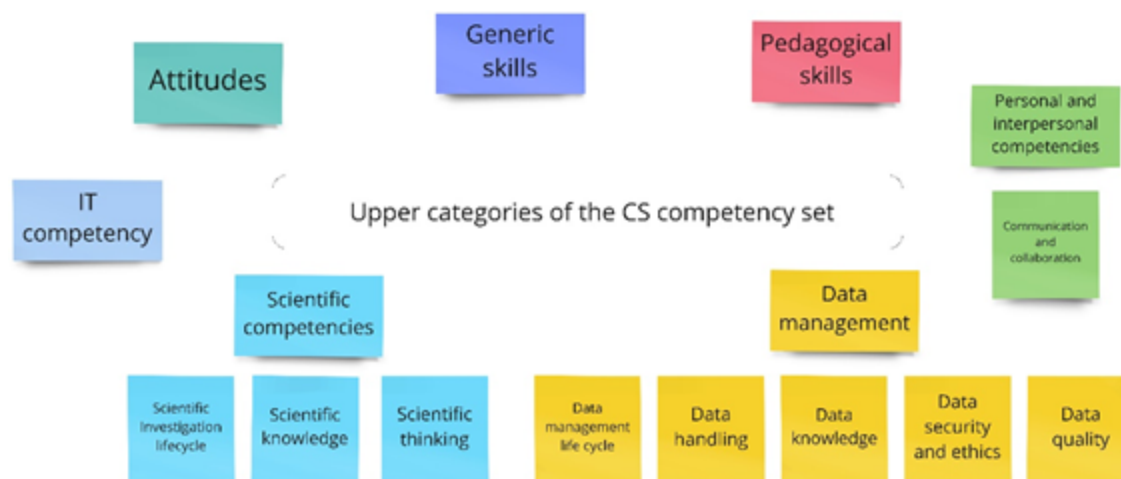 Generic
skills
Pedagogical
skills
Attitudes
Personal and
interpersonal
competencies
IT
competency
Upper categories of the CS competency set
Communication
and
collaboration
Scientific
competencies
Data
management
Scientific
investigation
lifecycle
Scientific
knowledge
Scientific
thinking
Data
management
life cycle
Data
handling
Data
knowledge
Data
security
and ethics
Data
quality